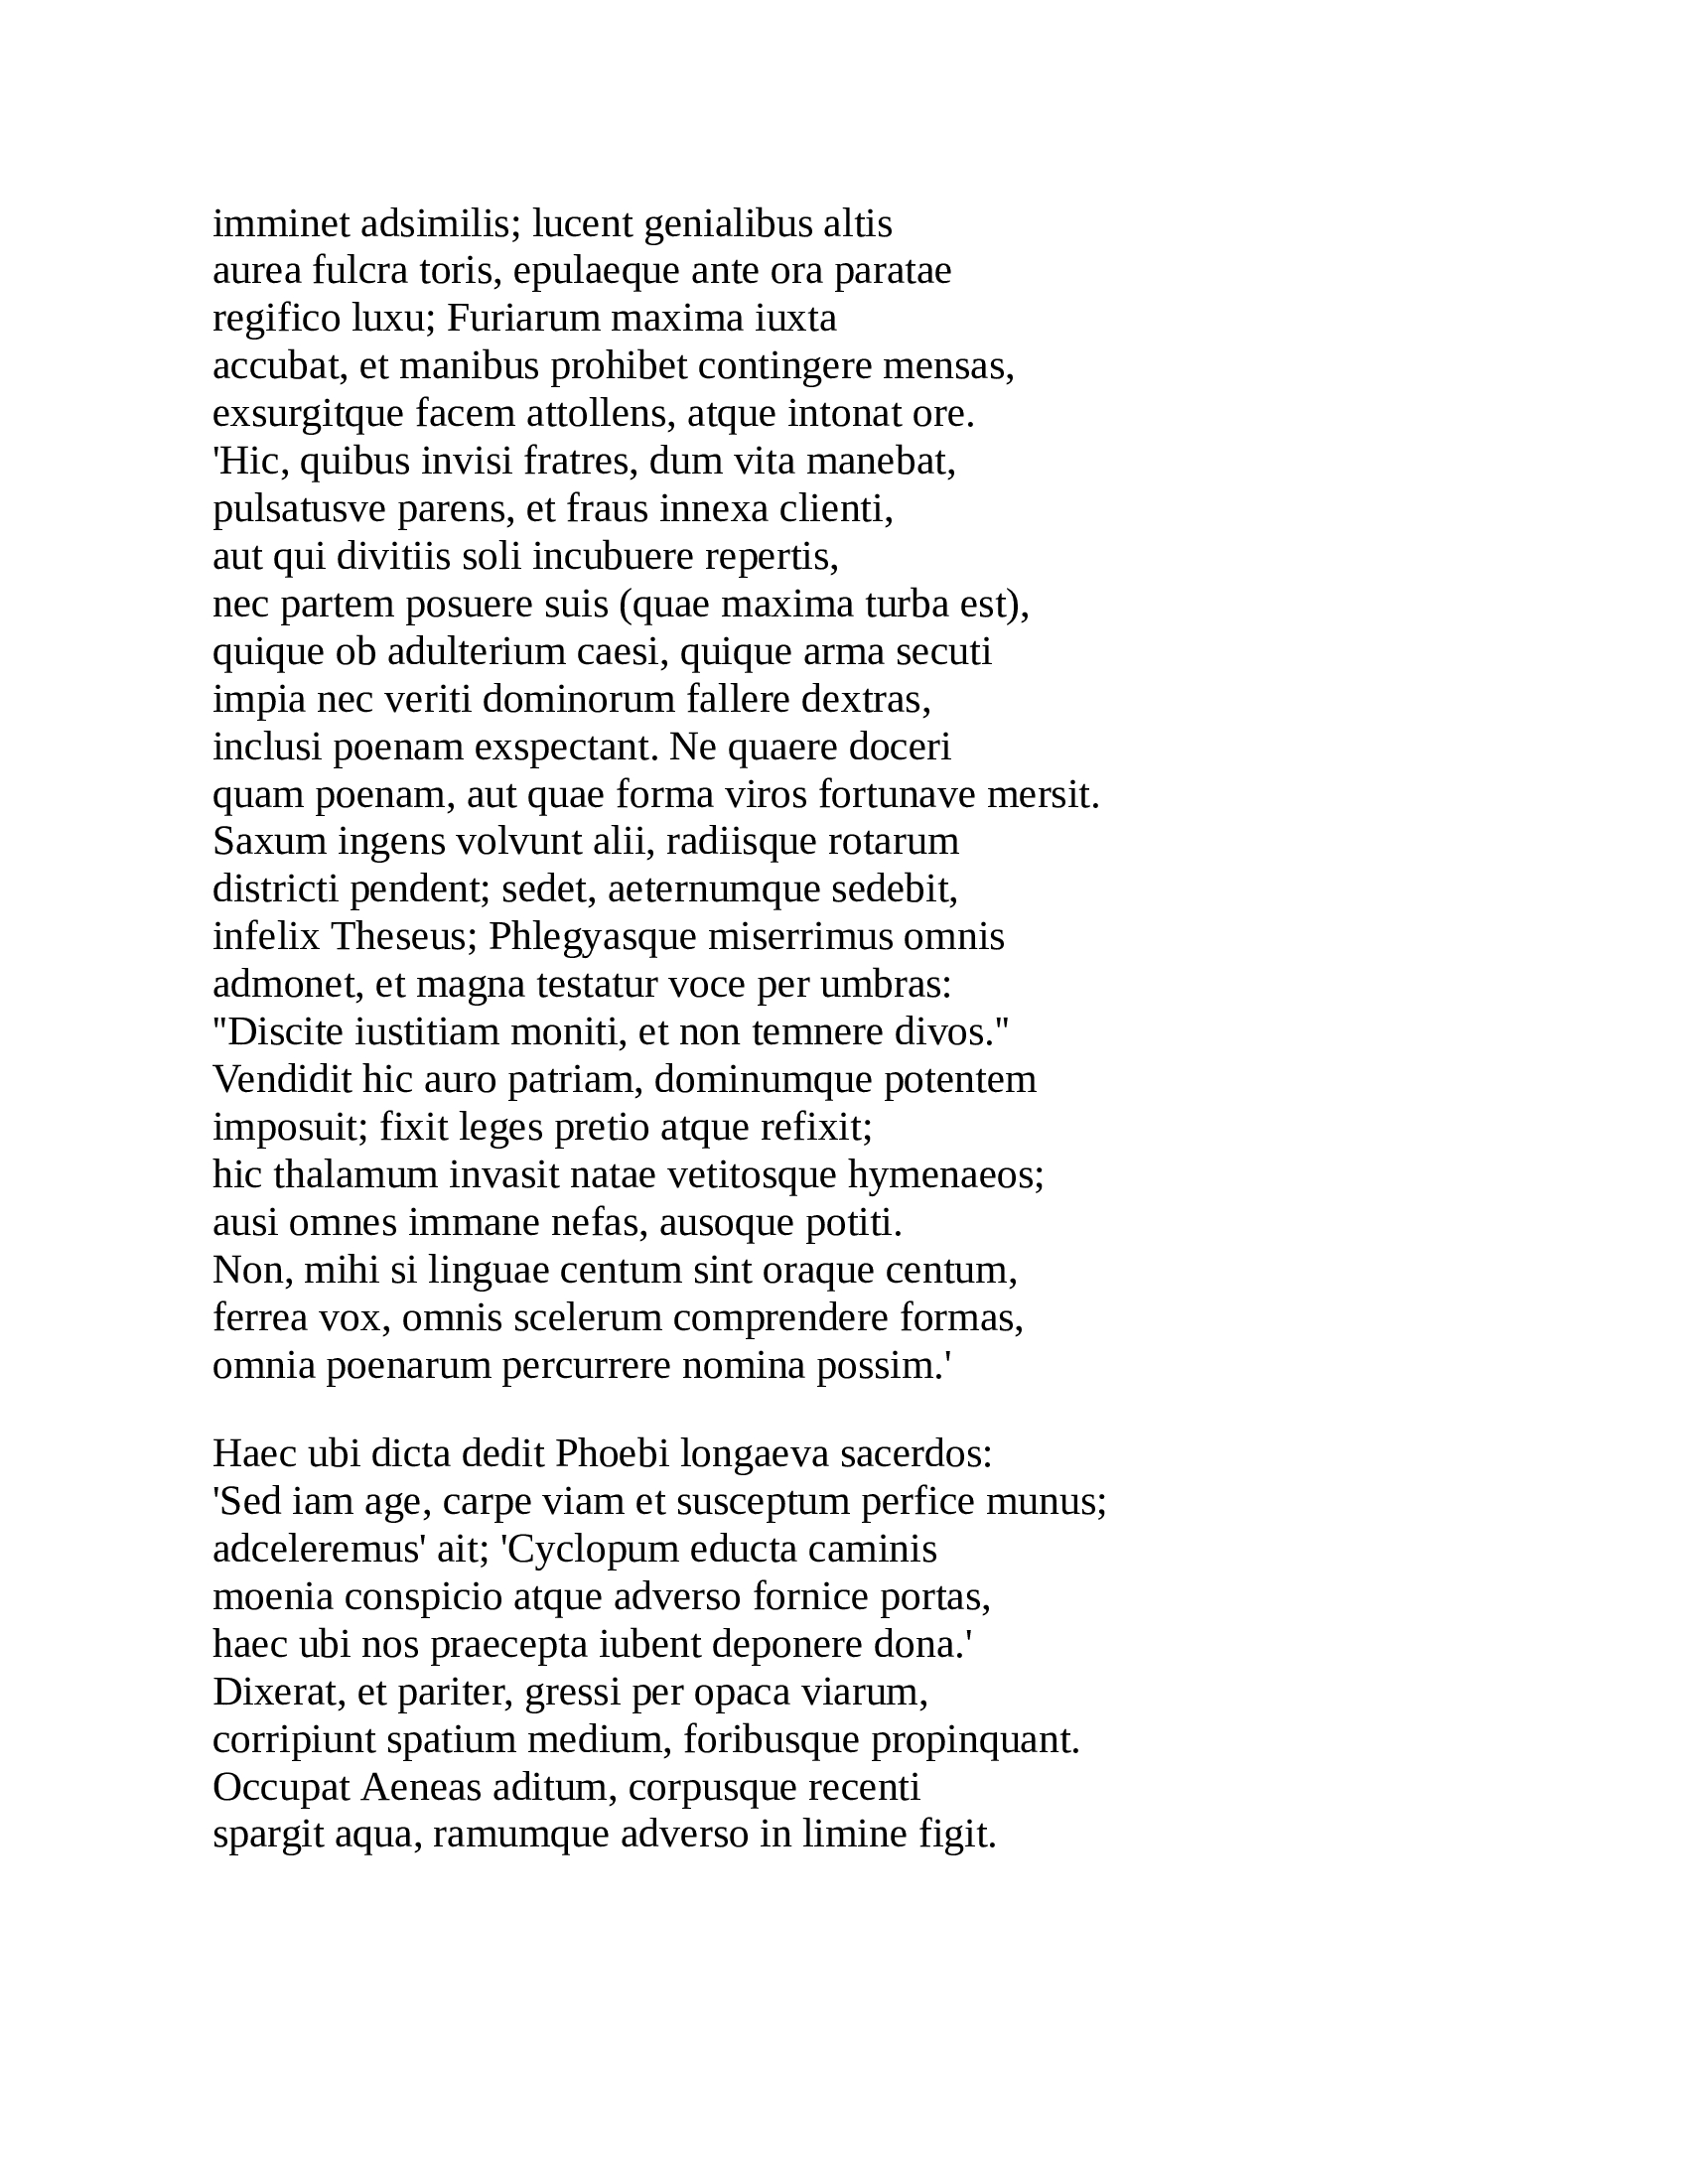 imminet adsimilis; lucent genialibus altis
aurea fulcra toris, epulaeque ante ora paratae
regifico luxu; Furiarum maxima iuxta
accubat, et manibus prohibet contingere mensas,
exsurgitque facem attollens, atque intonat ore.
'Hic, quibus invisi fratres, dum vita manebat,
pulsatusve parens, et fraus innexa clienti,
aut qui divitiis soli incubuere repertis,
nec partem posuere suis (quae maxima turba est),
quique ob adulterium caesi, quique arma secuti
impia nec veriti dominorum fallere dextras,
inclusi poenam exspectant. Ne quaere doceri
quam poenam, aut quae forma viros fortunave mersit.
Saxum ingens volvunt alii, radiisque rotarum
districti pendent; sedet, aeternumque sedebit,
infelix Theseus; Phlegyasque miserrimus omnis
admonet, et magna testatur voce per umbras:
"Discite iustitiam moniti, et non temnere divos."
Vendidit hic auro patriam, dominumque potentem
imposuit; fixit leges pretio atque refixit;
hic thalamum invasit natae vetitosque hymenaeos;
ausi omnes immane nefas, ausoque potiti.
Non, mihi si linguae centum sint oraque centum,
ferrea vox, omnis scelerum comprendere formas,
omnia poenarum percurrere nomina possim.'

Haec ubi dicta dedit Phoebi longaeva sacerdos:
'Sed iam age, carpe viam et susceptum perfice munus;
adceleremus' ait; 'Cyclopum educta caminis
moenia conspicio atque adverso fornice portas,
haec ubi nos praecepta iubent deponere dona.'
Dixerat, et pariter, gressi per opaca viarum,
corripiunt spatium medium, foribusque propinquant.
Occupat Aeneas aditum, corpusque recenti
spargit aqua, ramumque adverso in limine figit.